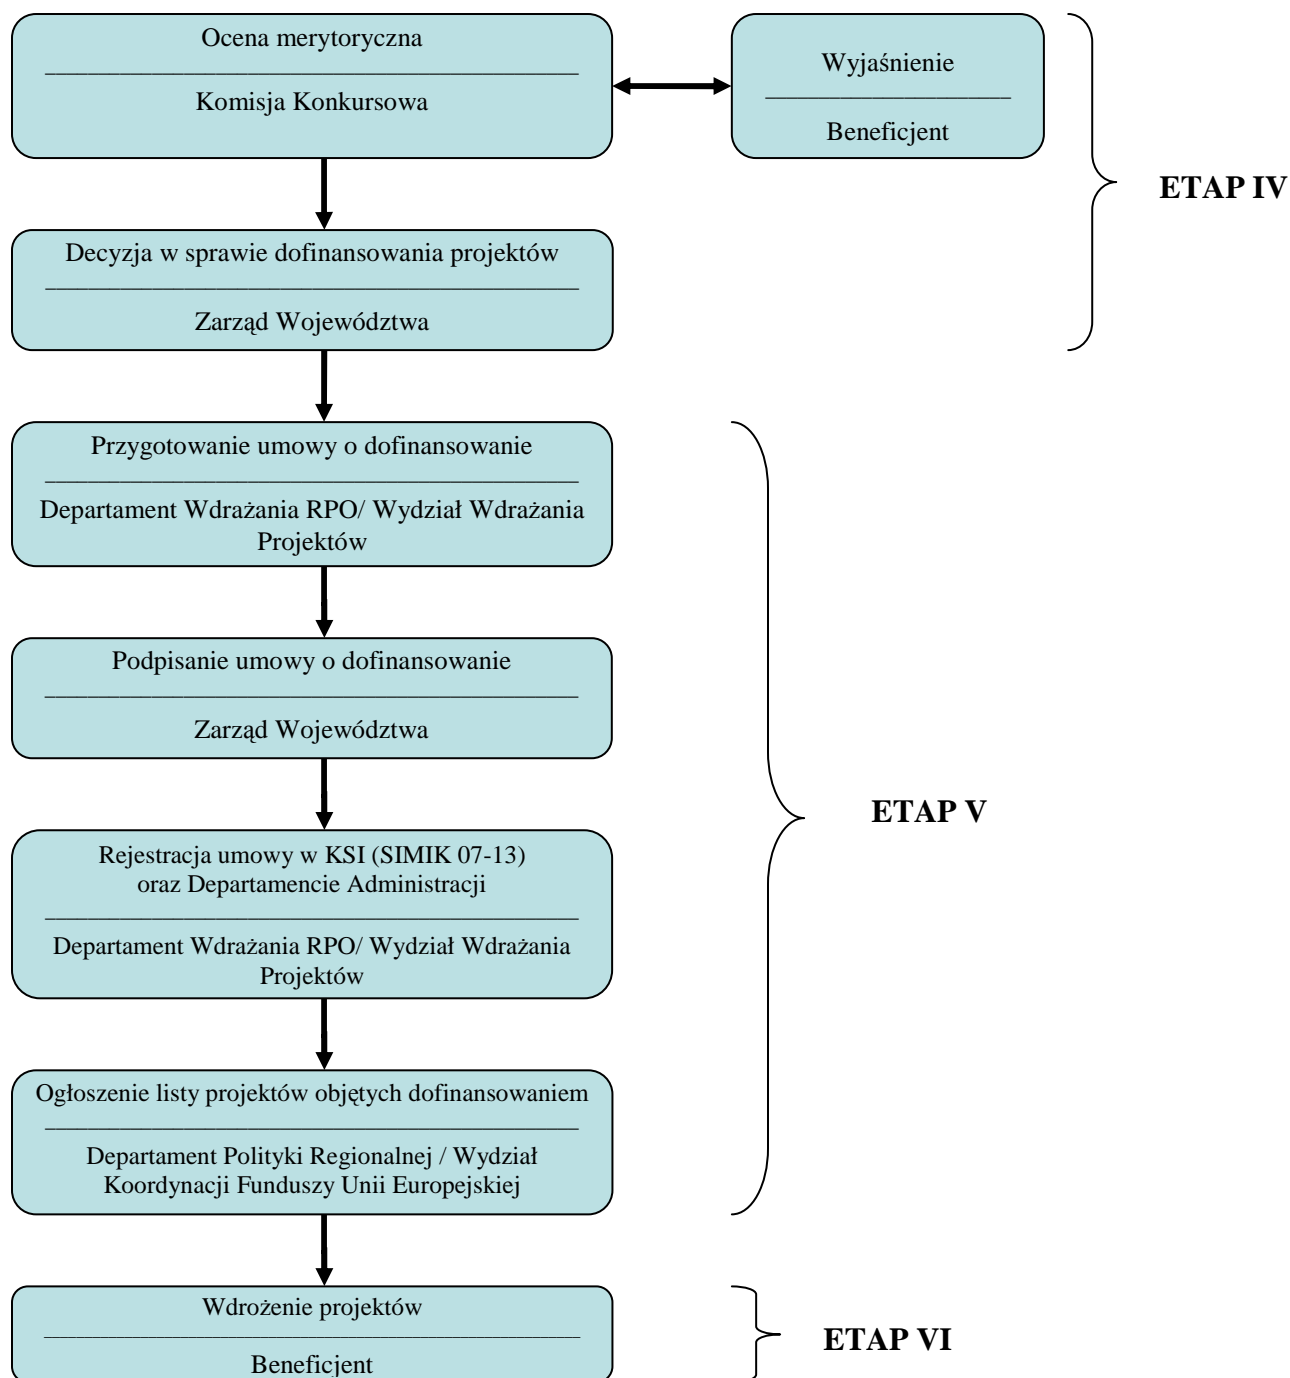 Ocena merytoryczna
Komisja Konkursowa
Wyjaśnienie
Beneficjent
ETAP IV
Decyzja w sprawie dofinansowania projektów
Zarząd Województwa
Przygotowanie umowy o dofinansowanie
Departament Wdrażania RPO/ Wydział Wdrażania
Projektów
Podpisanie umowy o dofinansowanie
Zarząd Województwa
ETAP V
Rejestracja umowy w KSI (SIMIK 07-13)
oraz Departamencie Administracji
Departament Wdrażania RPO/ Wydział Wdrażania
Projektów
Ogłoszenie listy projektów objętych dofinansowaniem
Departament Polityki Regionalnej / Wydział
Koordynacji Funduszy Unii Europejskiej
Wdrożenie projektów
Beneficjent
ETAP VI